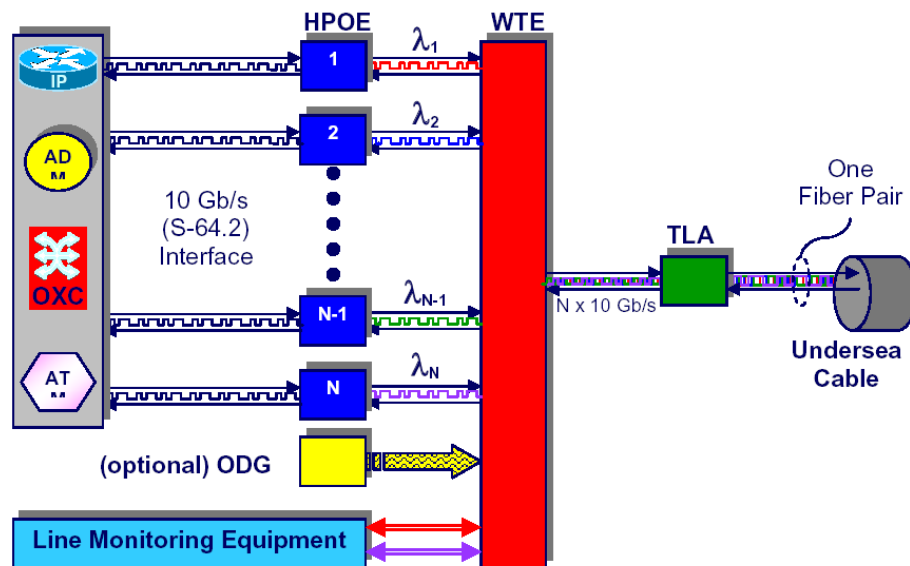 HPOE
WTE
IP
1
λ1
AD
M
2
λ2
10 Gb/s
(S-64.2)
Interface
OXC
N-1
λN-1
AT
M
N
λN
TLA
One
Fiber Pair
N x 10 Gb/s
Undersea
Cable
(optional) ODG
Line Monitoring Equipment